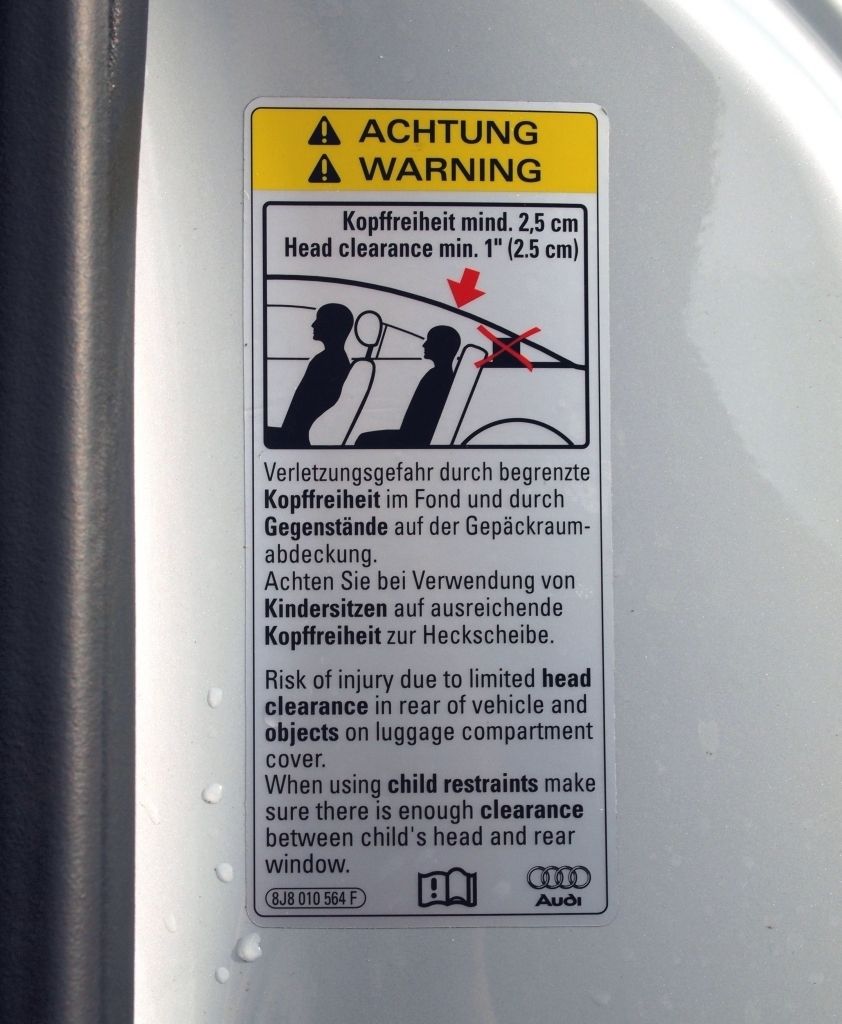 ACHTUNG
WARNING
Kopffreiheit mind. 2,5 cm
Head clearance min. 1" (2.5 cm)
Verletzungsgefahr durch begrenzte
Kopffreiheit im Fond und durch
Gegenstände auf der Gepäckraum-
abdeckung.
Achten Sie bei Verwendung von
Kindersitzen auf ausreichende
Kopffreiheit zur Heckscheibe.
Risk of injury due to limited head
clearance in rear of vehicle and
objects on luggage compartment
cover.
When using child restraints make
sure there is enough clearance
between child's head and rear
window.
8J8 010 564 F
Audi